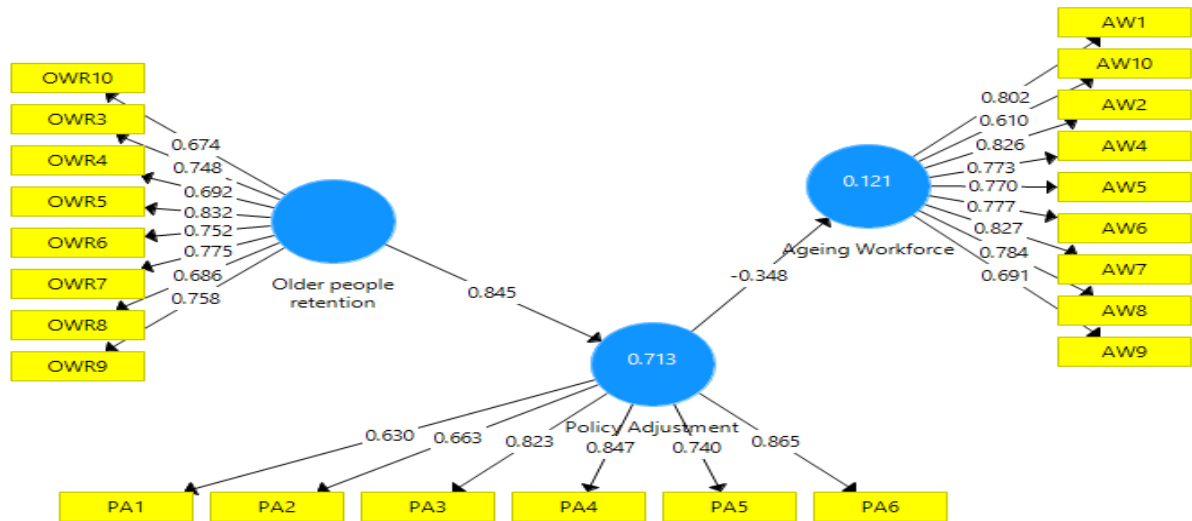 OWR10
OWR3
OWR4
OWR5
OWR6
OWR7
OWR8
OWR9
0.674
0.748
0.692
0.832
0.752
0.775
0.686
0.758
Older people
retention
0.845
0.713
Policy Adjustment
0.630
0.663
0.823
0.847
0.740
0.865
PA1
PA2
PA3
PA4
PA5
PA6
-0.348
0.121
Ageing Workforce
0.802
0.610
0.826
0.773
0.770
0.777
0.827
0.784
0.691
AW1
AW10
AW2
AW4
AW5
AW6
AW7
AW8
AW9